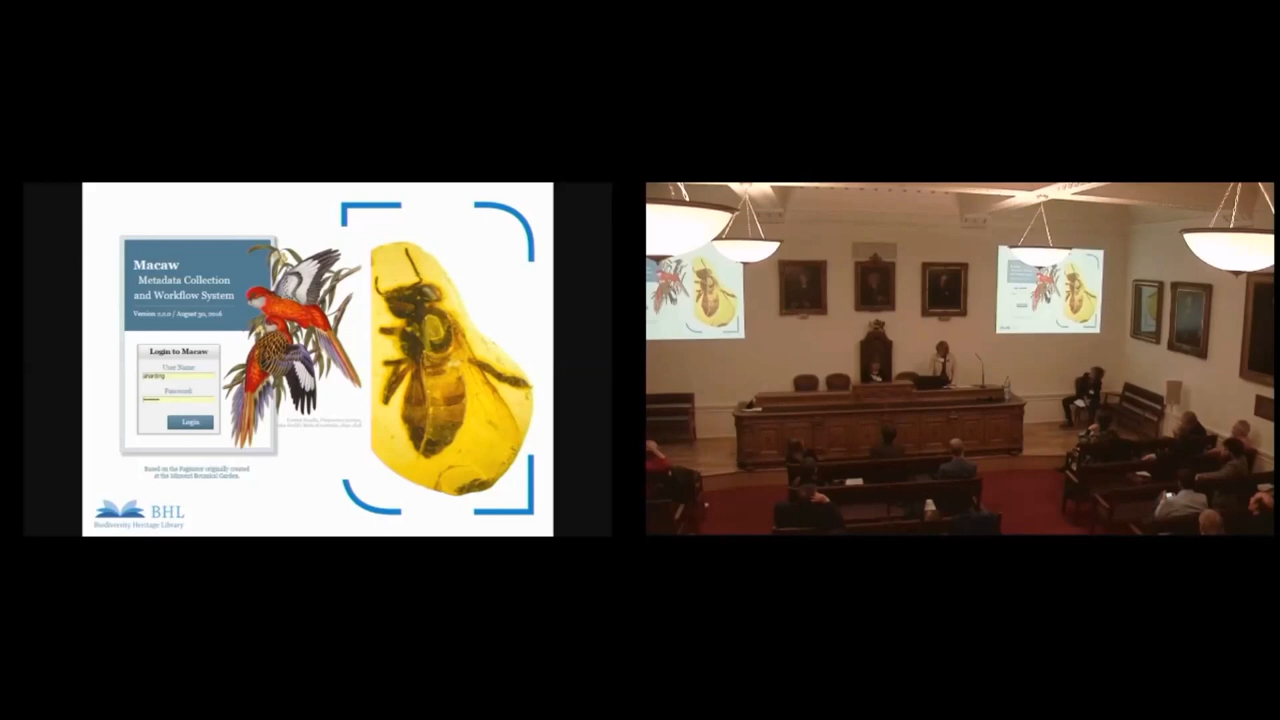 Macaw
Metadata Collection
and Workflow System
Version 2.0.0 / August 30, 2016
Login to Macaw
User Name
Password
Login
Based on the Paginator originally created
at the Missouri Botanical Garden.
BHL
Biodiversity Heritage Library